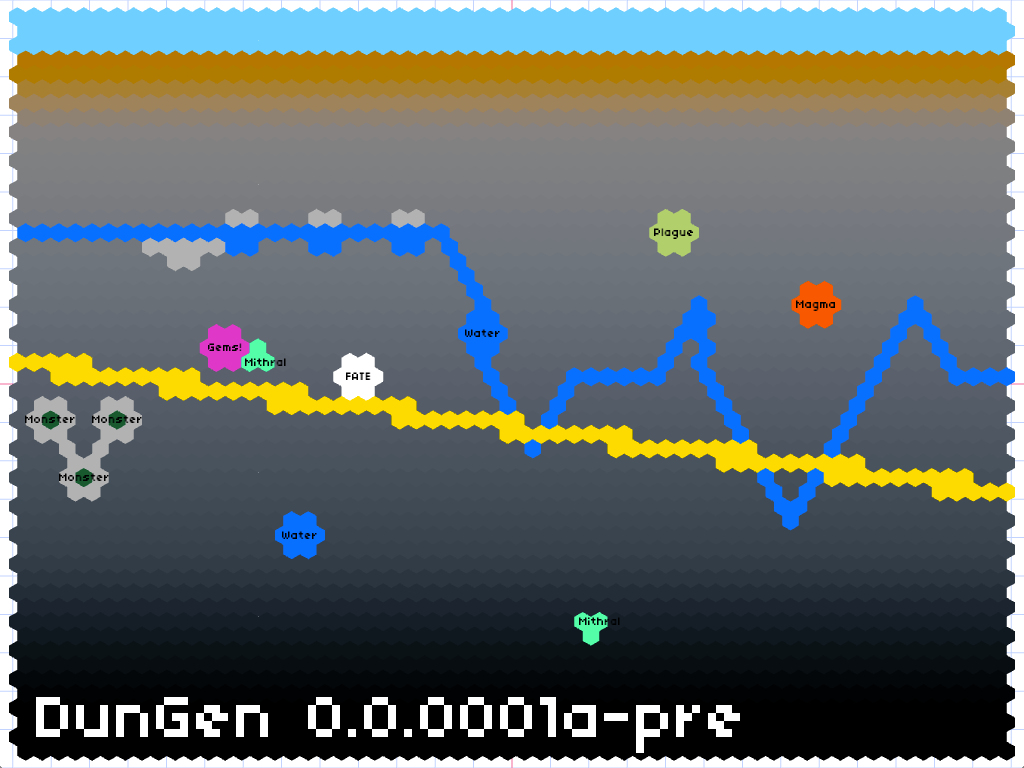 Plague
Magma
Water
Gems!
Mithral
FATE
Monster
Monster
Monster
Water
Mithral
DunGen 0.0.0001a-pre